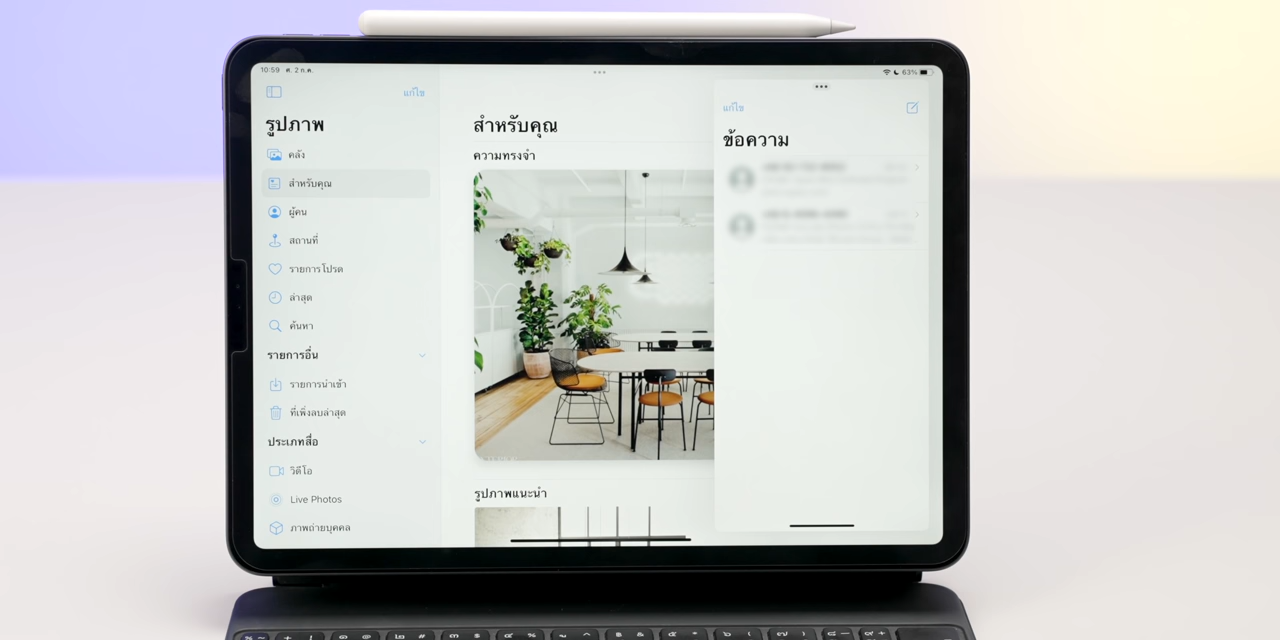 10:59 ศ. 2 ก.ค.
63%
แก้ไข
รูปภาพ
คลัง
สำหรับคุณ
ผู้คน
สถานที่
รายการโปรด
ล่าสุด
ค้นหา
รายการอื่น
รายการนำเข้า
ที่เพิ่งลบล่าสุด
ประเภทสื่อ
วิดีโอ
Live Photos
ภาพถ่ายบุคคล
สำหรับคุณ
ความทรงจำ
รูปภาพแนะนำ
แก้ไข
ข้อความ